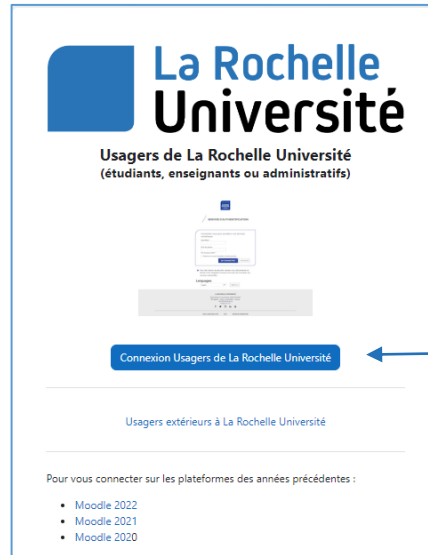 La Rochelle
Université
Usagers de La Rochelle Université
(étudiants, enseignants ou administratifs)
Connexion Usagers de La Rochelle Université
Usagers extérieurs à La Rochelle Université
Pour vous connecter sur les plateformes des années précédentes :
• Moodle 2022
• Moodle 2021
• Moodle 2020